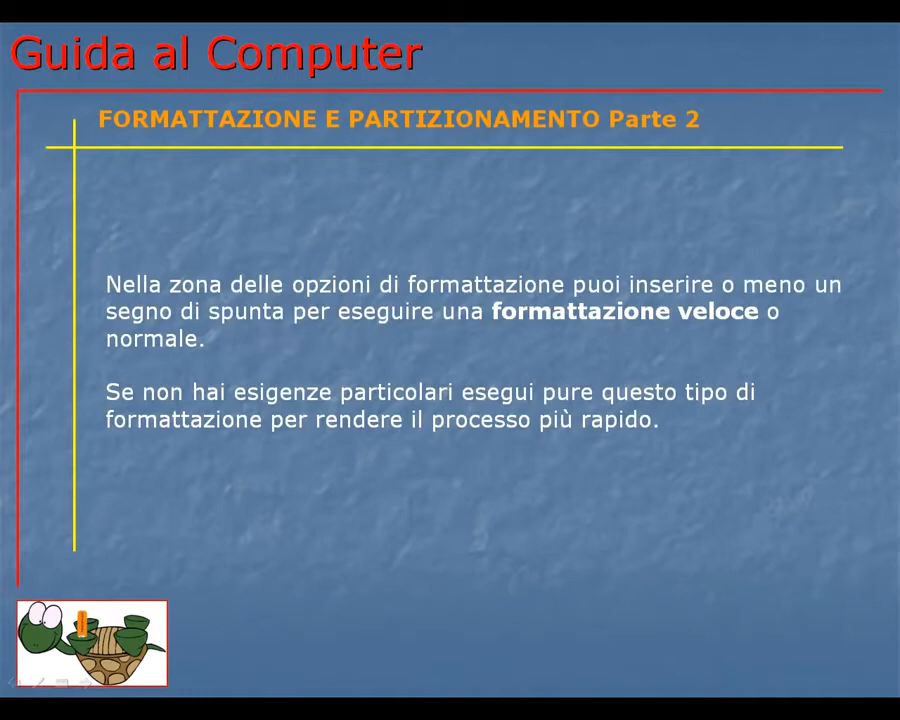 Guida al Computer
FORMATTAZIONE E PARTIZIONAMENTO Parte 2
Nella zona delle opzioni di formattazione puoi inserire o meno un
segno di spunta per eseguire una formattazione veloce o
normale.
Se non hai esigenze particolari esegui pure questo tipo di
formattazione per rendere il processo più rapido.